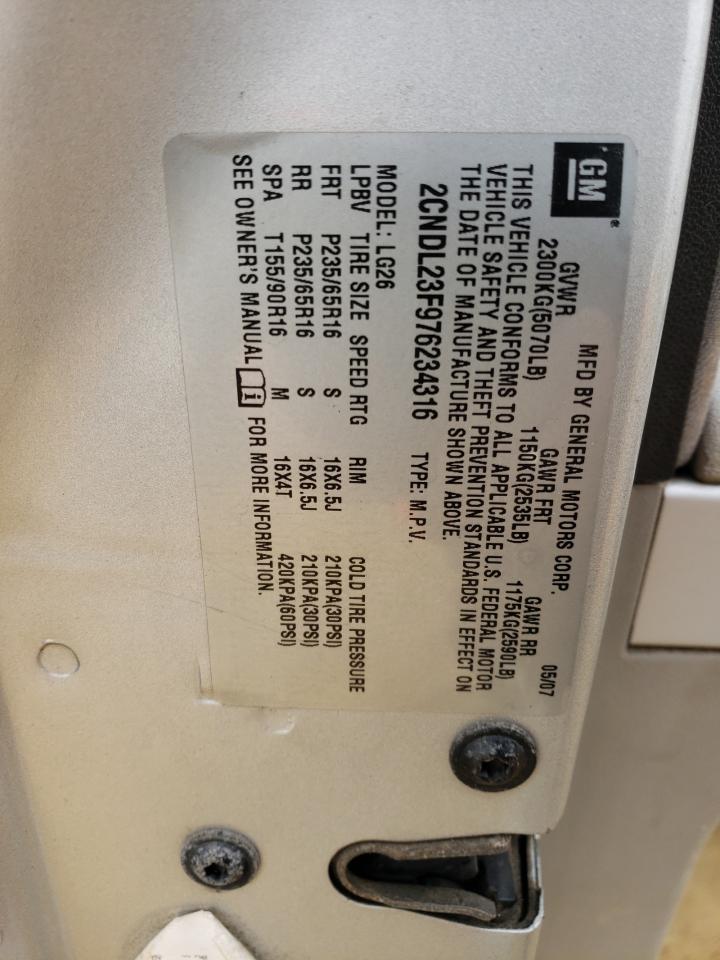 GM®
MFD BY GENERAL MOTORS CORP. 05/07
GVWR GAWR FRT GAWR RR
2300KG(5070LB) 1150KG(2535LB) 1175KG(2590LB)
THIS VEHICLE CONFORMS TO ALL APPLICABLE U.S. FEDERAL MOTOR
VEHICLE SAFETY AND THEFT PREVENTION STANDARDS IN EFFECT ON
THE DATE OF MANUFACTURE SHOWN ABOVE.
2CNDL23F976234316 TYPE: M.P.V.
MODEL: LG26
LPBV TIRE SIZE SPEED RTG RIM COLD TIRE PRESSURE
FRT P235/65R16 S 16X6.5J 210KPA(30PSI)
RR P235/65R16 S 16X6.5J 210KPA(30PSI)
SPA T155/90R16 M 16X4T 420KPA(60PSI)
SEE OWNER'S MANUAL FOR MORE INFORMATION.